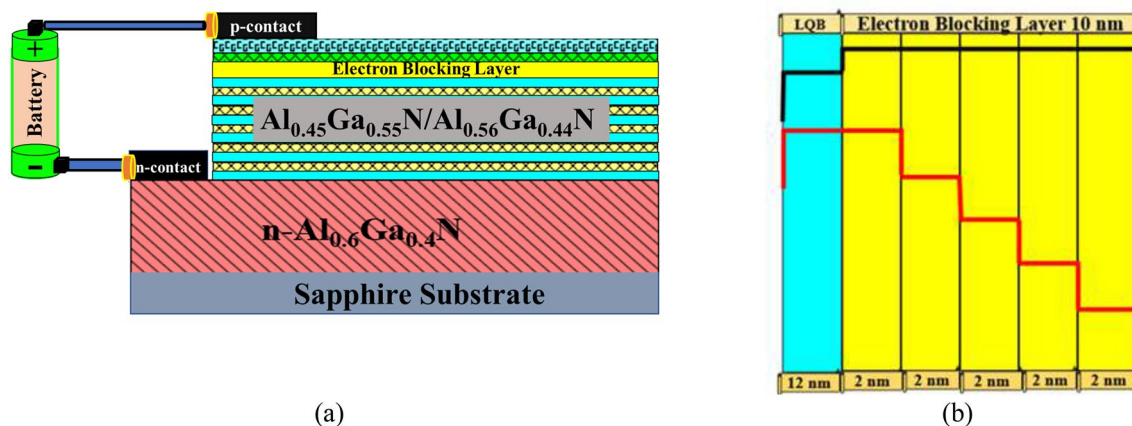 p-contact
+
Battery
-
Electron Blocking Layer
Al0.45Ga0.55N/Al0.56Ga0.44N
n-contact
n-Al0.6Ga0.4N
Sapphire Substrate
(a)
LQB Electron Blocking Layer 10 nm
12 nm 2 nm 2 nm 2 nm 2 nm 2 nm
(b)